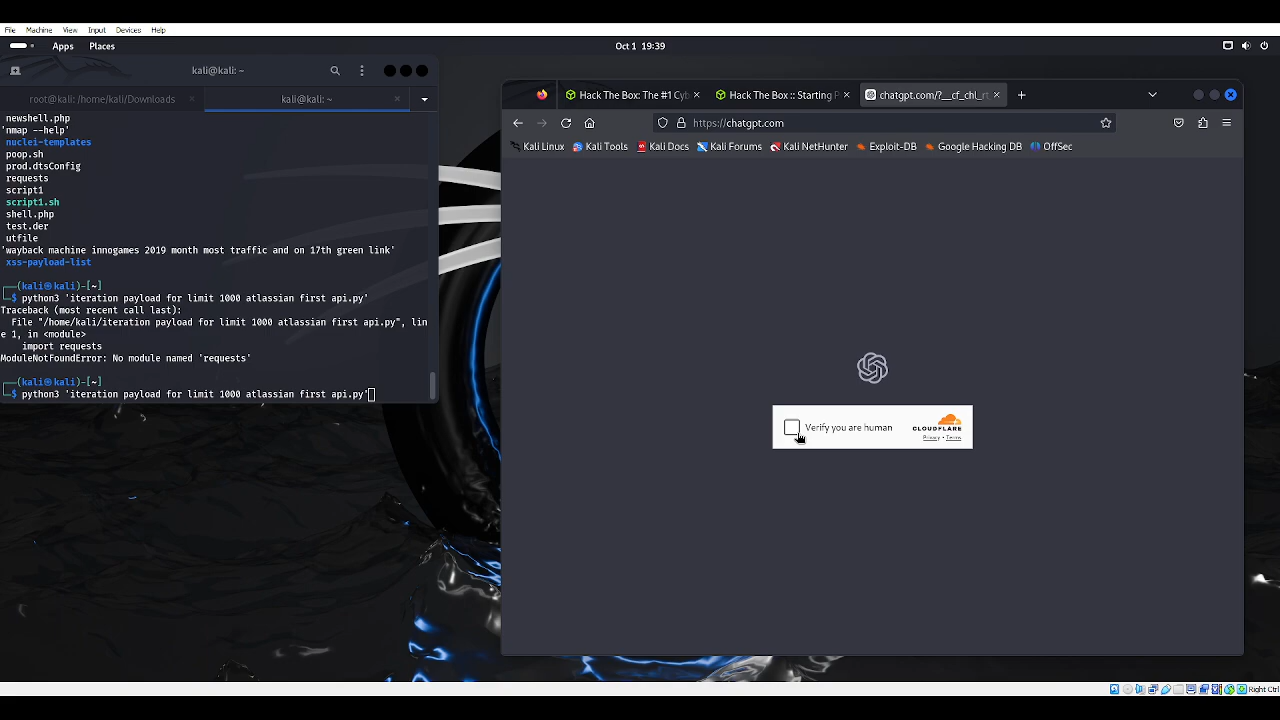 File Machine View Input Devices Help
Apps Places Oct 1 19:39
kali@kali: ~
root@kali: /home/kali/Downloads kali@kali: ~
newshell.php
'nmap --help'
nuclei-templates
poop.sh
prod.dtsConfig
requests
script1
script1.sh
shell.php
test.der
utfile
'wayback machine innogames 2019 month most traffic and on 17th green link'
xss-payload-list
┌──(kali㉿kali)-[~]
└─$ python3 'iteration payload for limit 1000 atlassian first api.py'
Traceback (most recent call last):
File "/home/kali/iteration payload for limit 1000 atlassian first api.py", lin
e 1, in <module>
import requests
ModuleNotFoundError: No module named 'requests'
┌──(kali㉿kali)-[~]
└─$ python3 'iteration payload for limit 1000 atlassian first api.py'
Hack The Box: The #1 Cyb Hack The Box :: Starting P chatgpt.com/?__cf_chl_rt
https://chatgpt.com
Kali Linux Kali Tools Kali Docs Kali Forums Kali NetHunter Exploit-DB Google Hacking DB OffSec
Verify you are human
CLOUDFLARE
Privacy • Terms
Right Ctrl